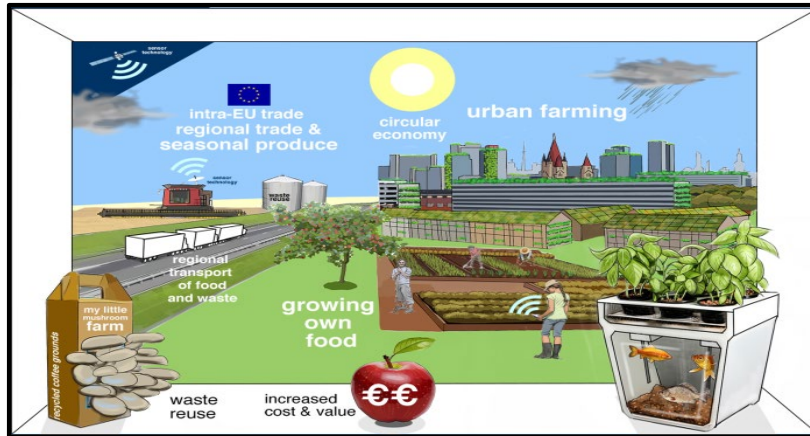 sensor
technology
intra-EU trade
regional trade &
seasonal produce
circular
economy
urban farming
sensor
technology
waste
reuse
regional
transport
of food
and waste
growing
own
food
my little
mushroom
farm
recycled coffee grounds
waste
reuse
increased
cost & value
€€